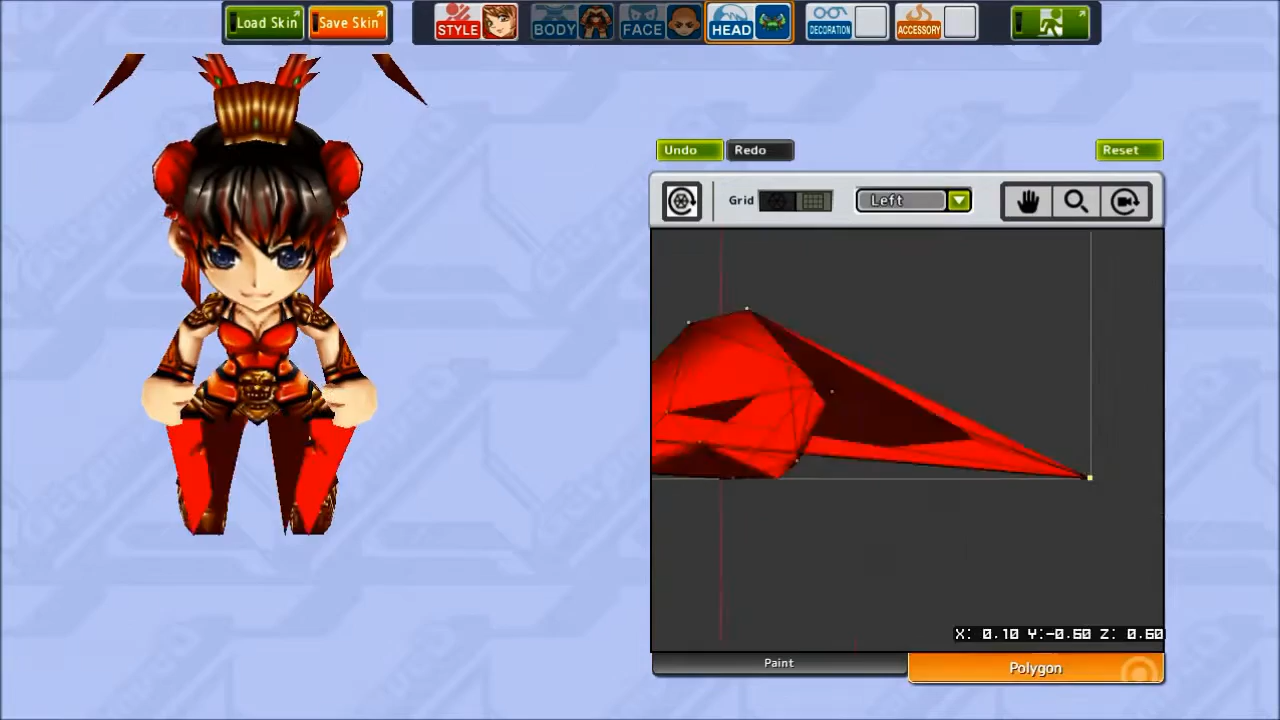 Load Skin
Save Skin
STYLE
BODY
FACE
HEAD
DECORATION
ACCESSORY
Undo
Redo
Reset
Grid
Left
X: 0.10 Y:-0.60 Z: 0.60
Paint
Polygon